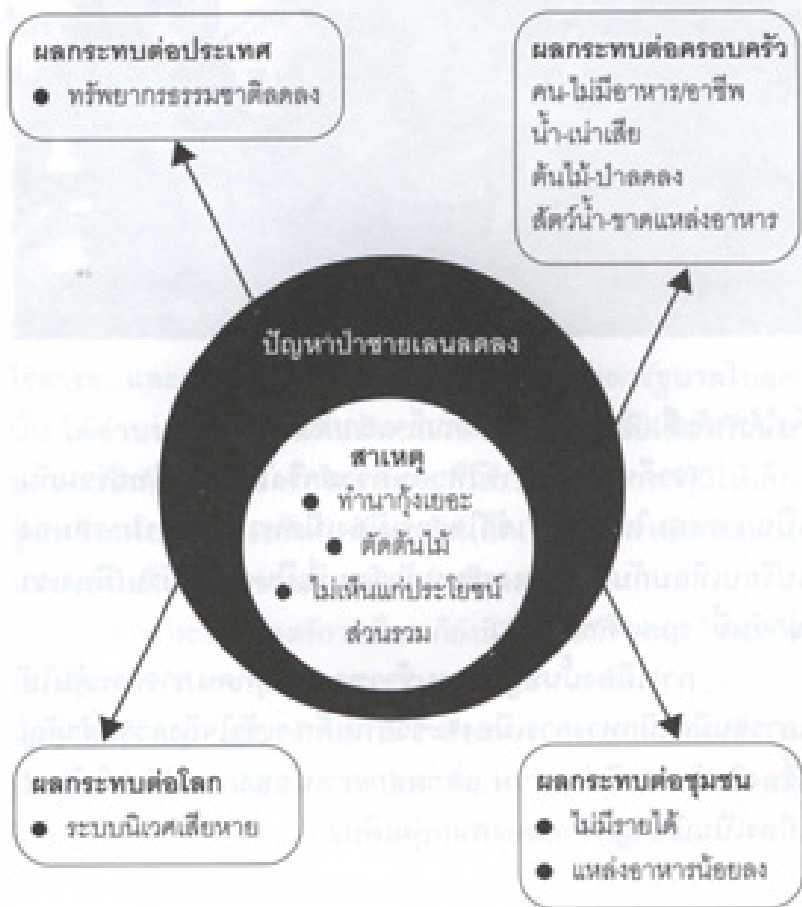 ผลกระทบต่อประเทศ
● ทรัพยากรธรรมชาติลดลง
ผลกระทบต่อครอบครัว
คน-ไม่มีอาหาร/อาชีพ
น้ำ-เน่าเสีย
ต้นไม้-ป่าลดลง
สัตว์น้ำ-ขาดแหล่งอาหาร
ปัญหาป่าชายเลนลดลง
สาเหตุ
● ทำนากุ้งเยอะ
● ตัดต้นไม้
● ไม่เห็นแก่ประโยชน์
ส่วนรวม
ผลกระทบต่อโลก
● ระบบนิเวศเสียหาย
ผลกระทบต่อชุมชน
● ไม่มีรายได้
● แหล่งอาหารน้อยลง